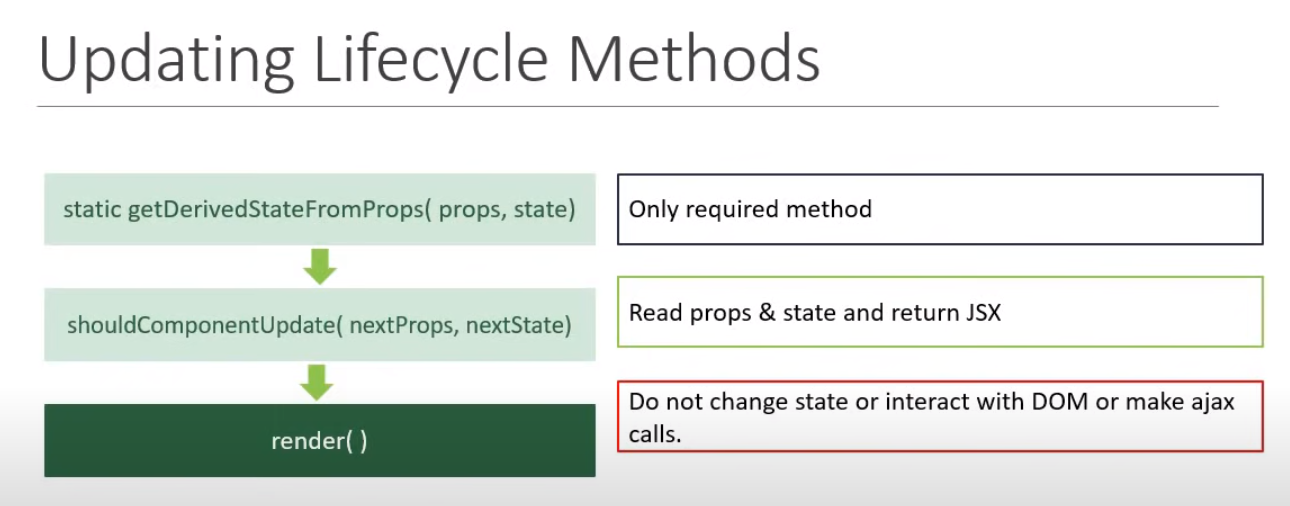 Updating Lifecycle Methods
static getDerivedStateFromProps( props, state)
Only required method
shouldComponentUpdate( nextProps, nextState)
Read props & state and return JSX
render( )
Do not change state or interact with DOM or make ajax
calls.